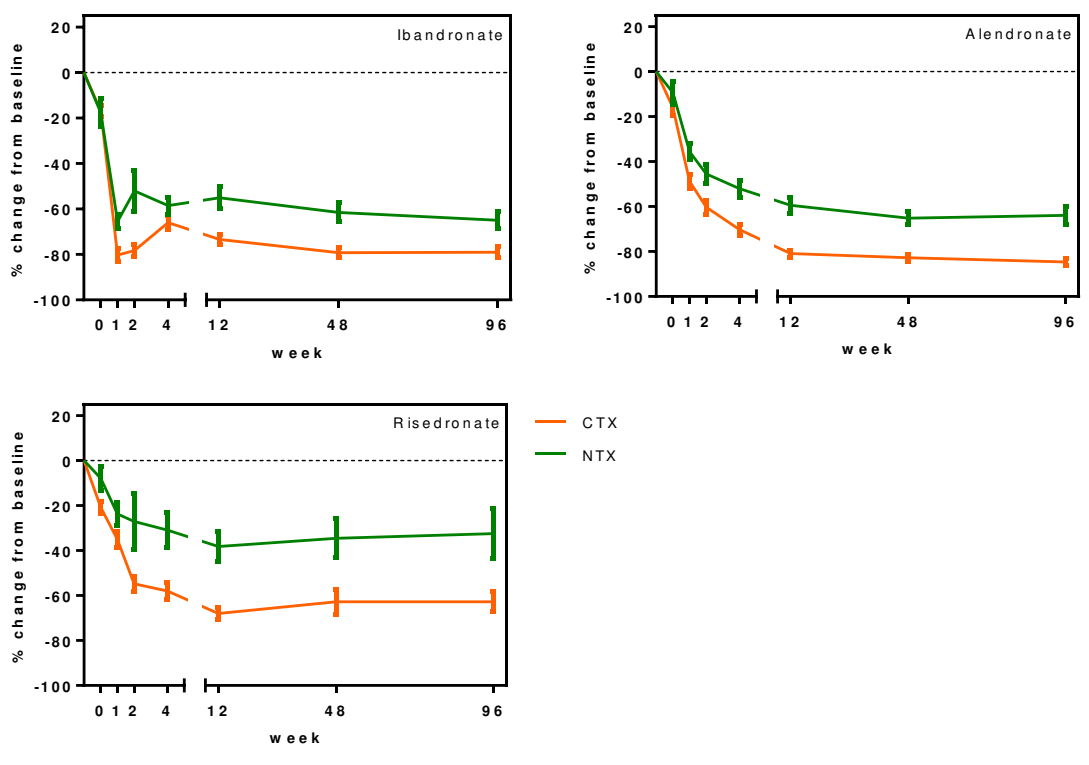 Ibandronate
% change from baseline
20
0
-20
-40
-60
-80
-100
0 1 2 4 12 48 96
week
Alendronate
% change from baseline
20
0
-20
-40
-60
-80
-100
0 1 2 4 12 48 96
week
Risedronate
% change from baseline
20
0
-20
-40
-60
-80
-100
0 1 2 4 12 48 96
week
CTX
NTX